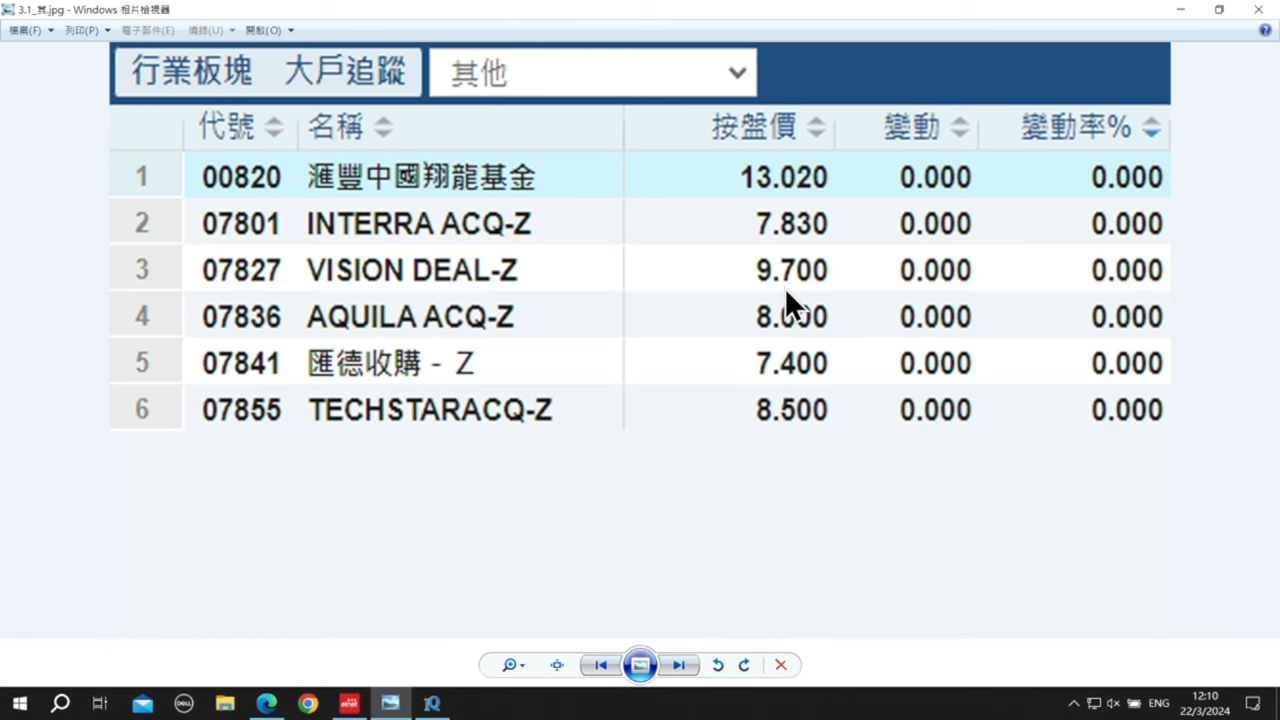 3.1_其.jpg - Windows 相片檢視器
檔案(F) 列印(P) 電子郵件(E) 燒錄(U) 開啟(O)
行業板塊 大戶追蹤 其他
代號 名稱 按盤價 變動 變動率%
1 00820 滙豐中國翔龍基金 13.020 0.000 0.000
2 07801 INTERRA ACQ-Z 7.830 0.000 0.000
3 07827 VISION DEAL-Z 9.700 0.000 0.000
4 07836 AQUILA ACQ-Z 0.000 0.000
5 07841 匯德收購－Ｚ 7.400 0.000 0.000
6 07855 TECHSTARACQ-Z 8.500 0.000 0.000
DELL etnet IQ ENG 12:10
22/3/2024